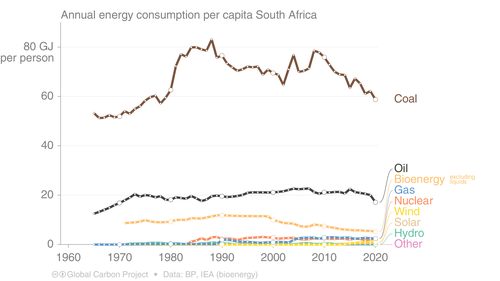 Annual energy consumption per capita South Africa
80 GJ
per person
60
40
20
0
1960
1970
1980
1990
2000
2010
2020
Coal
Oil
Bioenergy excluding
liquids
Gas
Nuclear
Wind
Solar
Hydro
Other
Global Carbon Project • Data: BP, IEA (bioenergy)